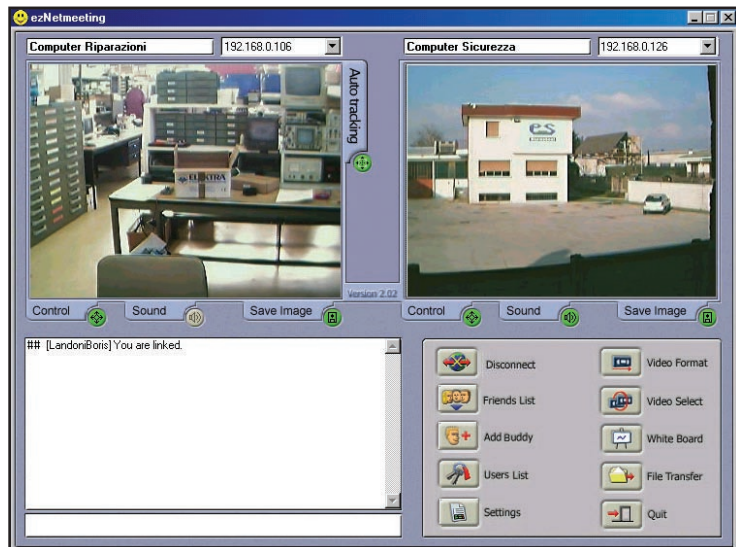 ezNetmeeting
Computer Riparazioni 192.168.0.106
Computer Sicurezza 192.168.0.126
Auto tracking
ELEKTRA
es
Version 2.02
Control Sound Save Image
Control Sound Save Image
## [LandoniBoris] You are linked.
Disconnect Video Format
Friends List Video Select
Add Buddy White Board
Users List File Transfer
Settings Quit